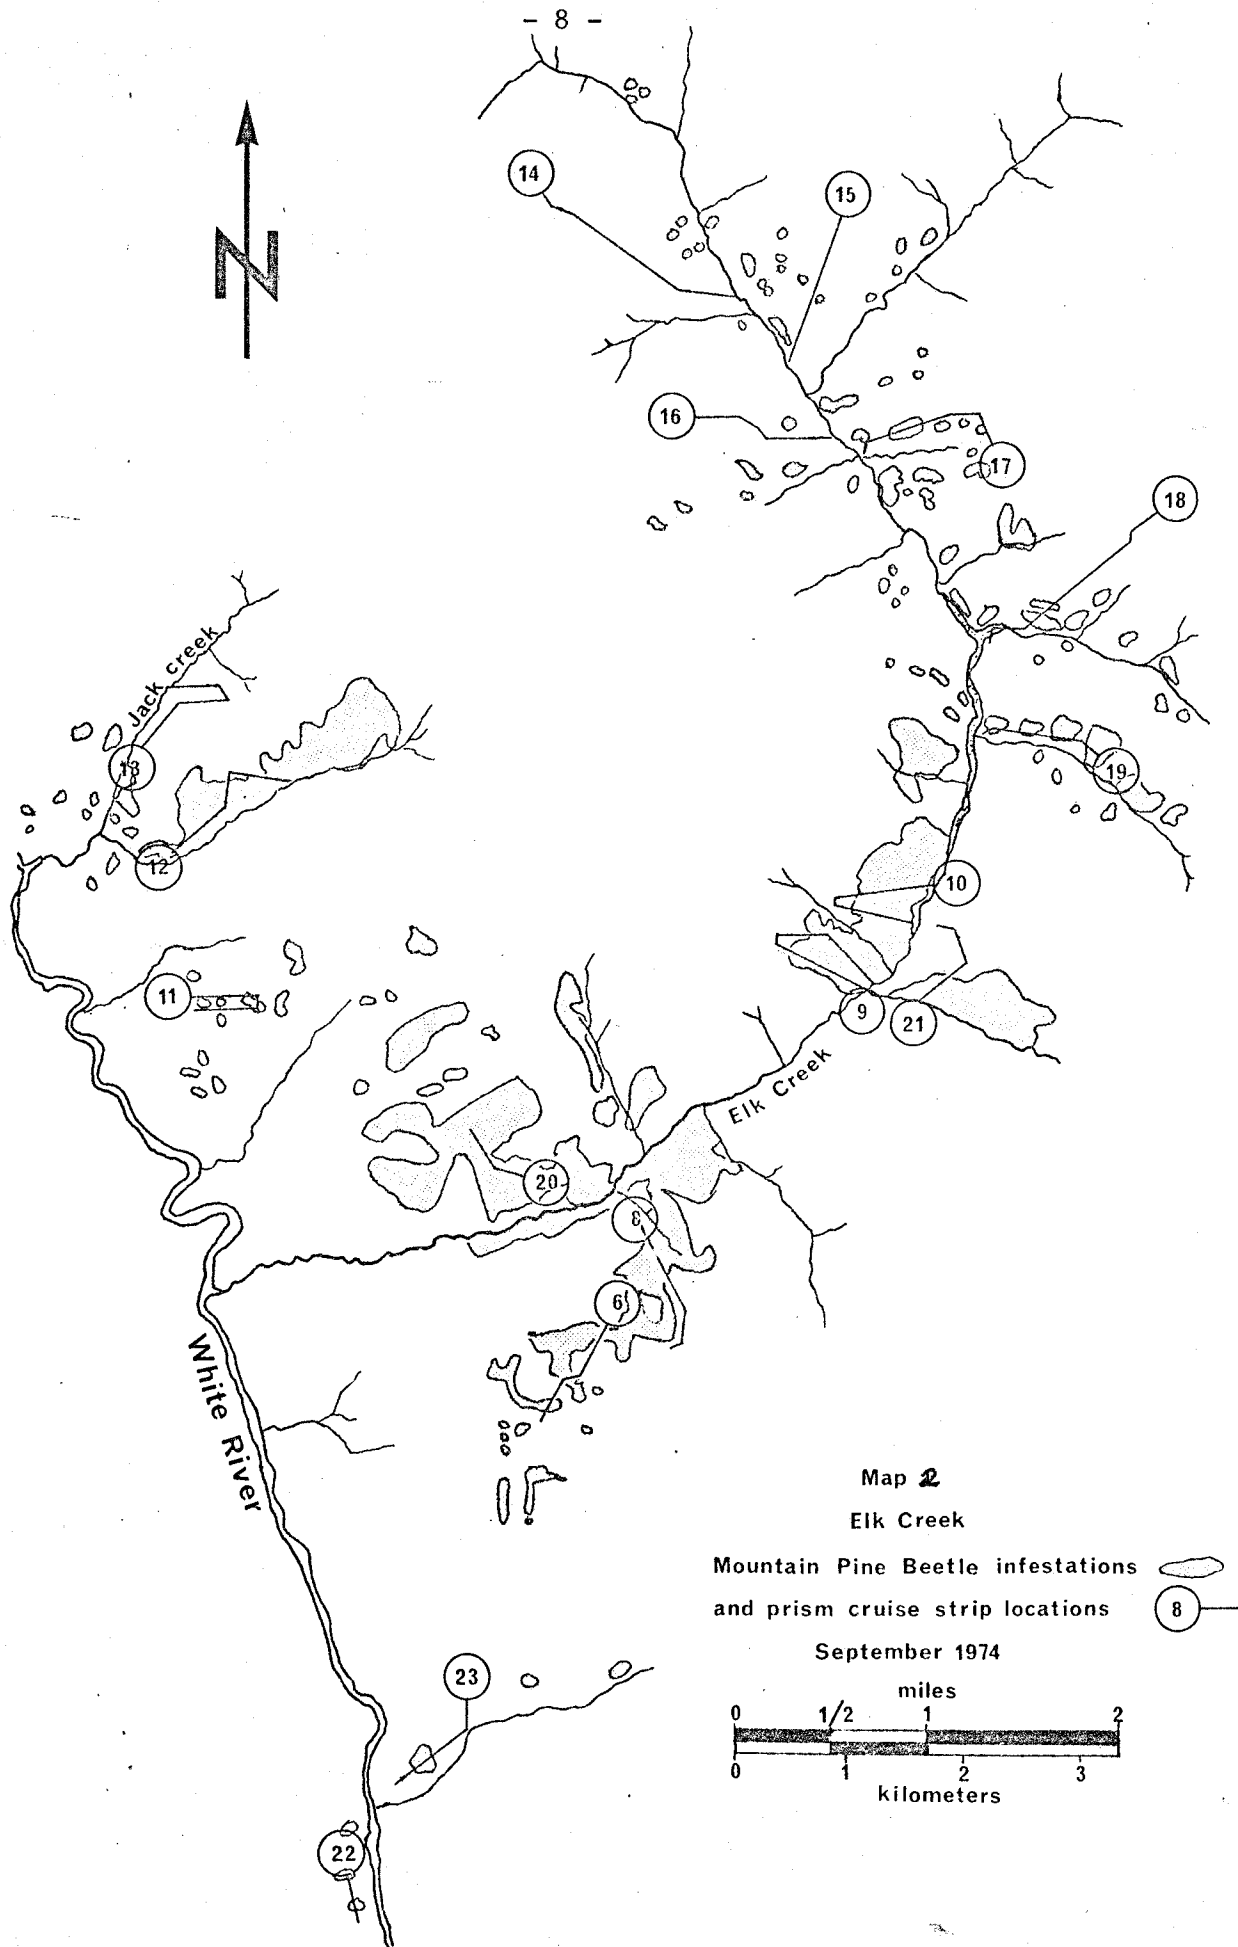 - 8 -
N
14
15
16
17
18
Jack creek
13
12
19
10
11
9
21
Elk Creek
20
8
6
White River
Map 2
Elk Creek
Mountain Pine Beetle infestations
and prism cruise strip locations
8
September 1974
miles
0 1/2 1 2
0 1 2 3
kilometers
23
22